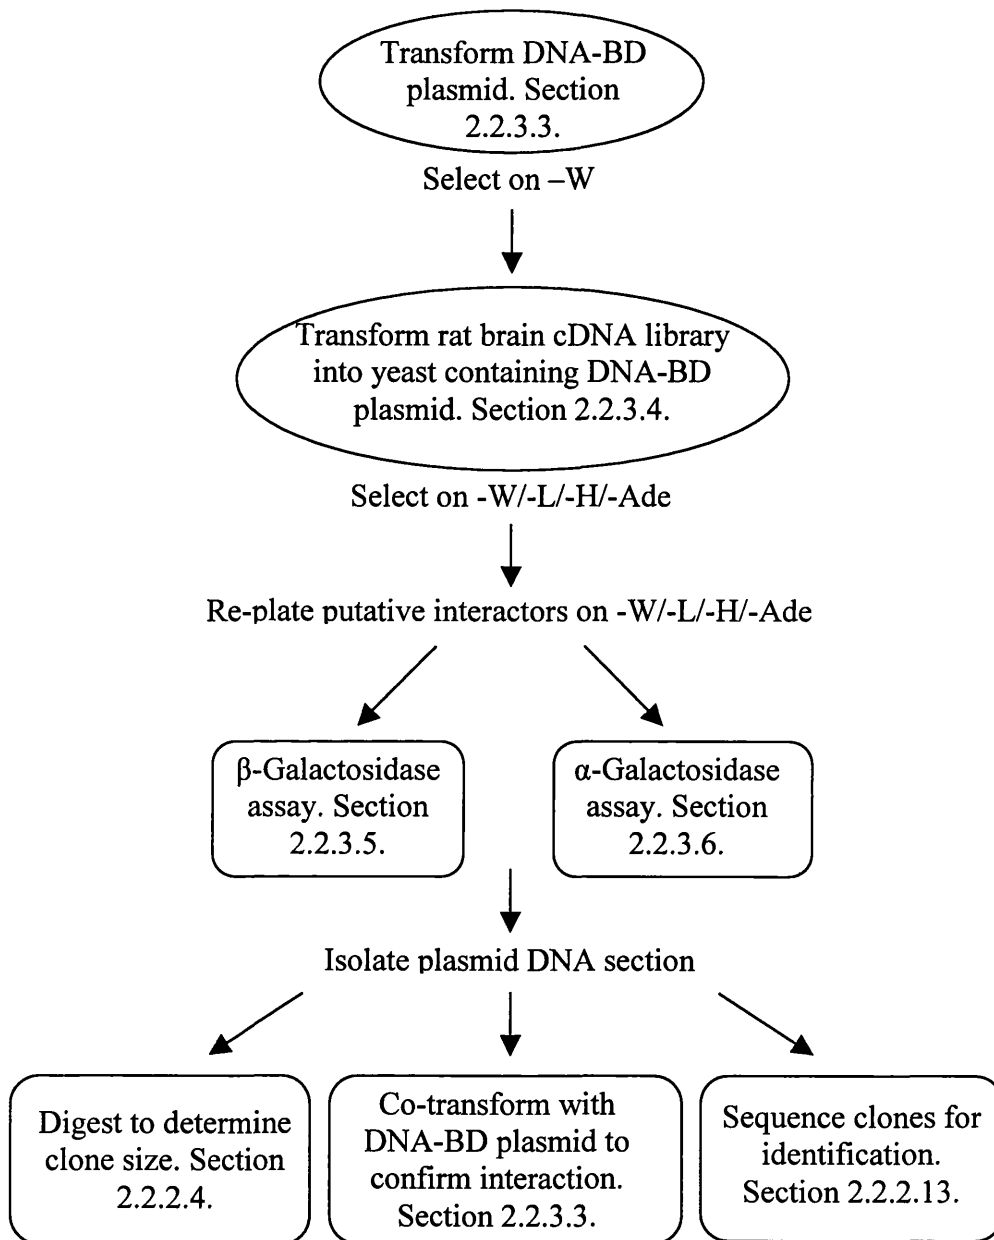 Transform DNA-BD
plasmid. Section
2.2.3.3.
Select on –W
Transform rat brain cDNA library
into yeast containing DNA-BD
plasmid. Section 2.2.3.4.
Select on -W/-L/-H/-Ade
Re-plate putative interactors on -W/-L/-H/-Ade
β-Galactosidase
assay. Section
2.2.3.5.
α-Galactosidase
assay. Section
2.2.3.6.
Isolate plasmid DNA section
Digest to determine
clone size. Section
2.2.2.4.
Co-transform with
DNA-BD plasmid to
confirm interaction.
Section 2.2.3.3.
Sequence clones for
identification.
Section 2.2.2.13.